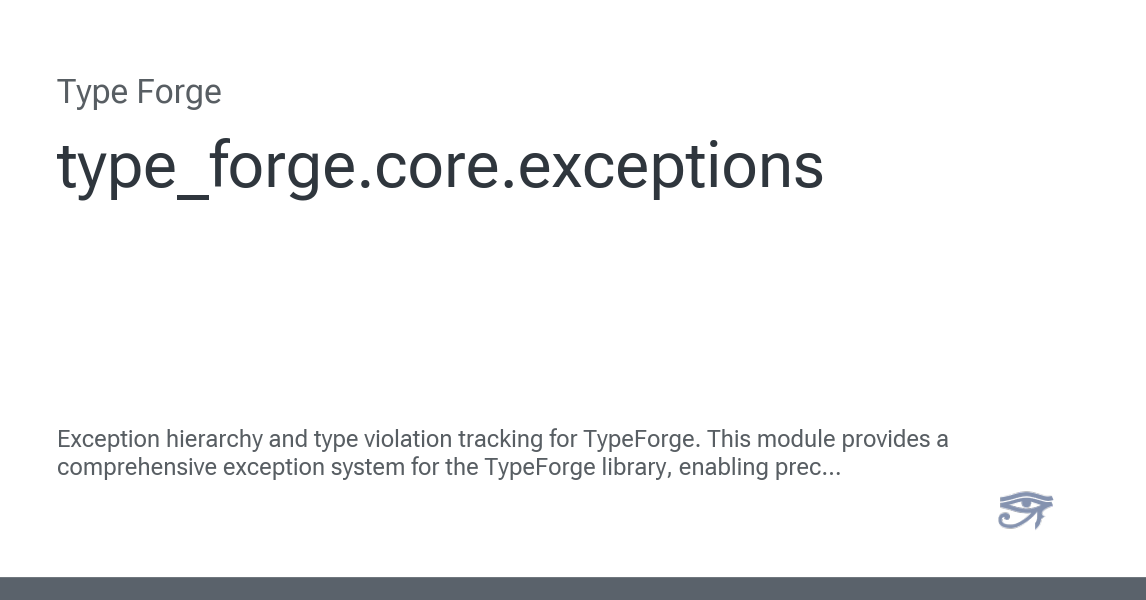 Type Forge
type_forge.core.exceptions
Exception hierarchy and type violation tracking for TypeForge. This module provides a
comprehensive exception system for the TypeForge library, enabling prec...